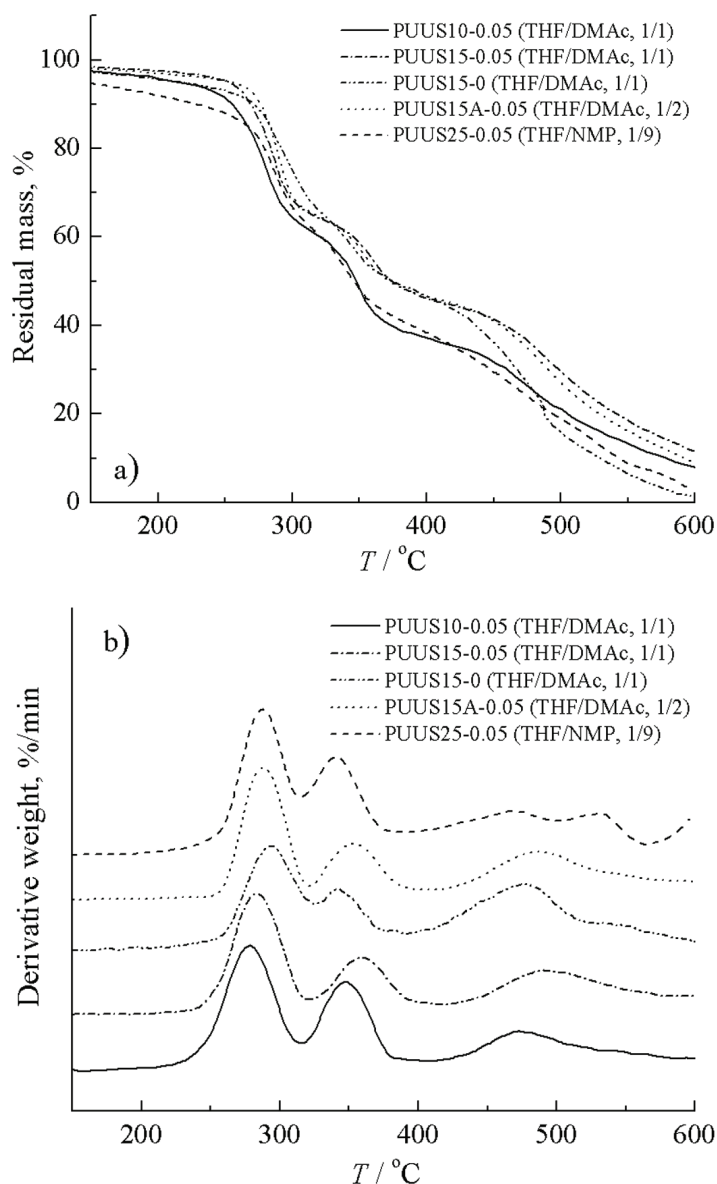 PUUS10-0.05 (THF/DMAc, 1/1)
PUUS15-0.05 (THF/DMAc, 1/1)
PUUS15-0 (THF/DMAc, 1/1)
PUUS15A-0.05 (THF/DMAc, 1/2)
PUUS25-0.05 (THF/NMP, 1/9)
Residual mass, %
100
80
60
40
20
0
a)
200 300 400 500 600
T / °C
b)
PUUS10-0.05 (THF/DMAc, 1/1)
PUUS15-0.05 (THF/DMAc, 1/1)
PUUS15-0 (THF/DMAc, 1/1)
PUUS15A-0.05 (THF/DMAc, 1/2)
PUUS25-0.05 (THF/NMP, 1/9)
Derivative weight, %/min
200 300 400 500 600
T / °C